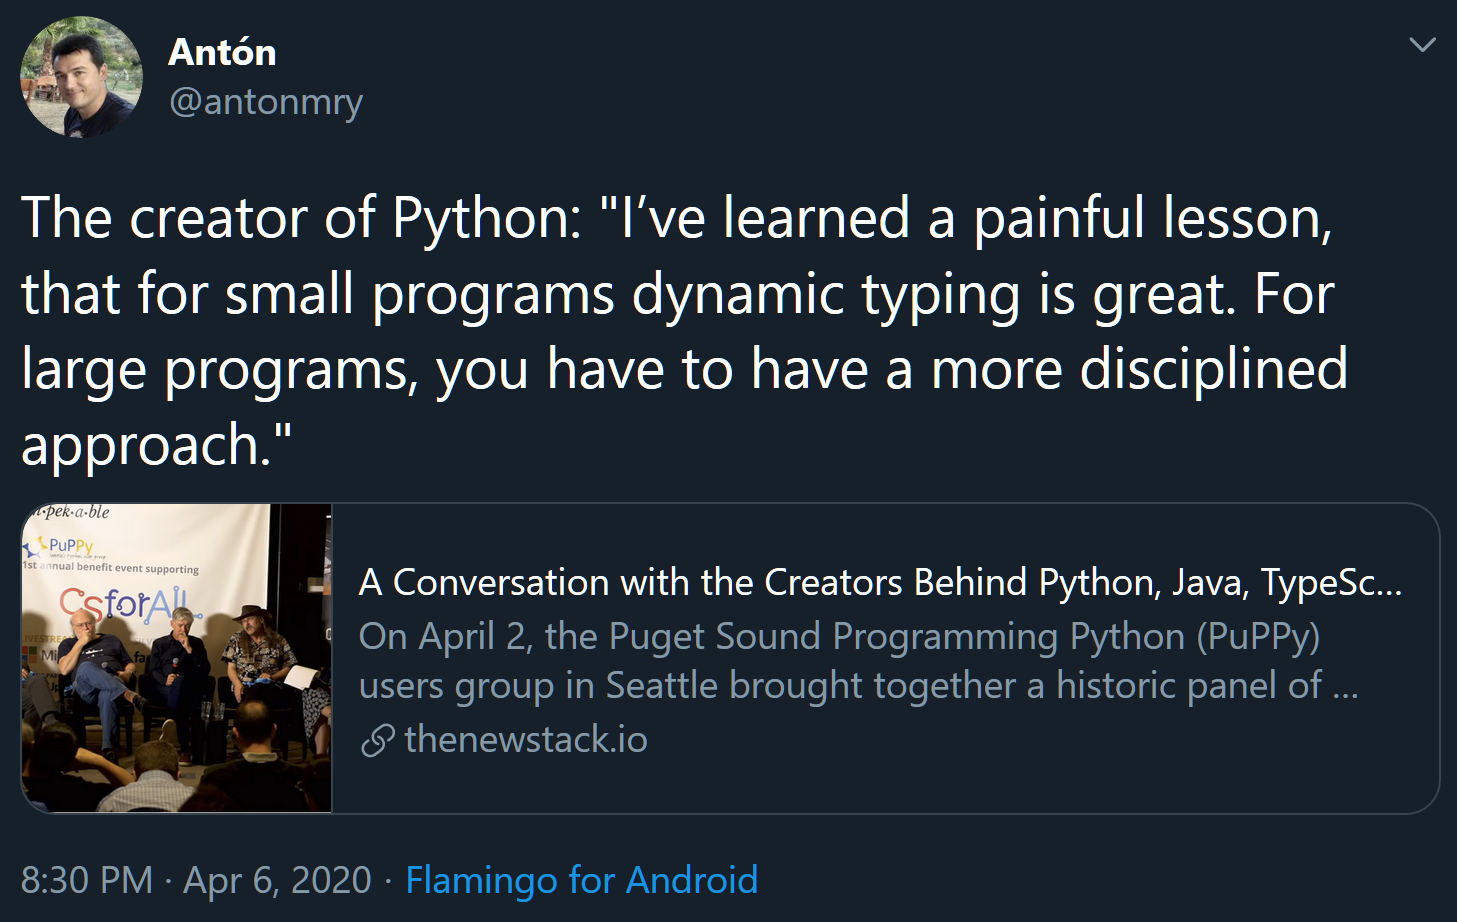 Antón
@antonmry
The creator of Python: "I’ve learned a painful lesson,
that for small programs dynamic typing is great. For
large programs, you have to have a more disciplined
approach."
pek·a·ble
PuPPy
1st annual benefit event supporting
CsforALL
A Conversation with the Creators Behind Python, Java, TypeSc...
On April 2, the Puget Sound Programming Python (PuPPy)
users group in Seattle brought together a historic panel of ...
thenewstack.io
8:30 PM · Apr 6, 2020 · Flamingo for Android